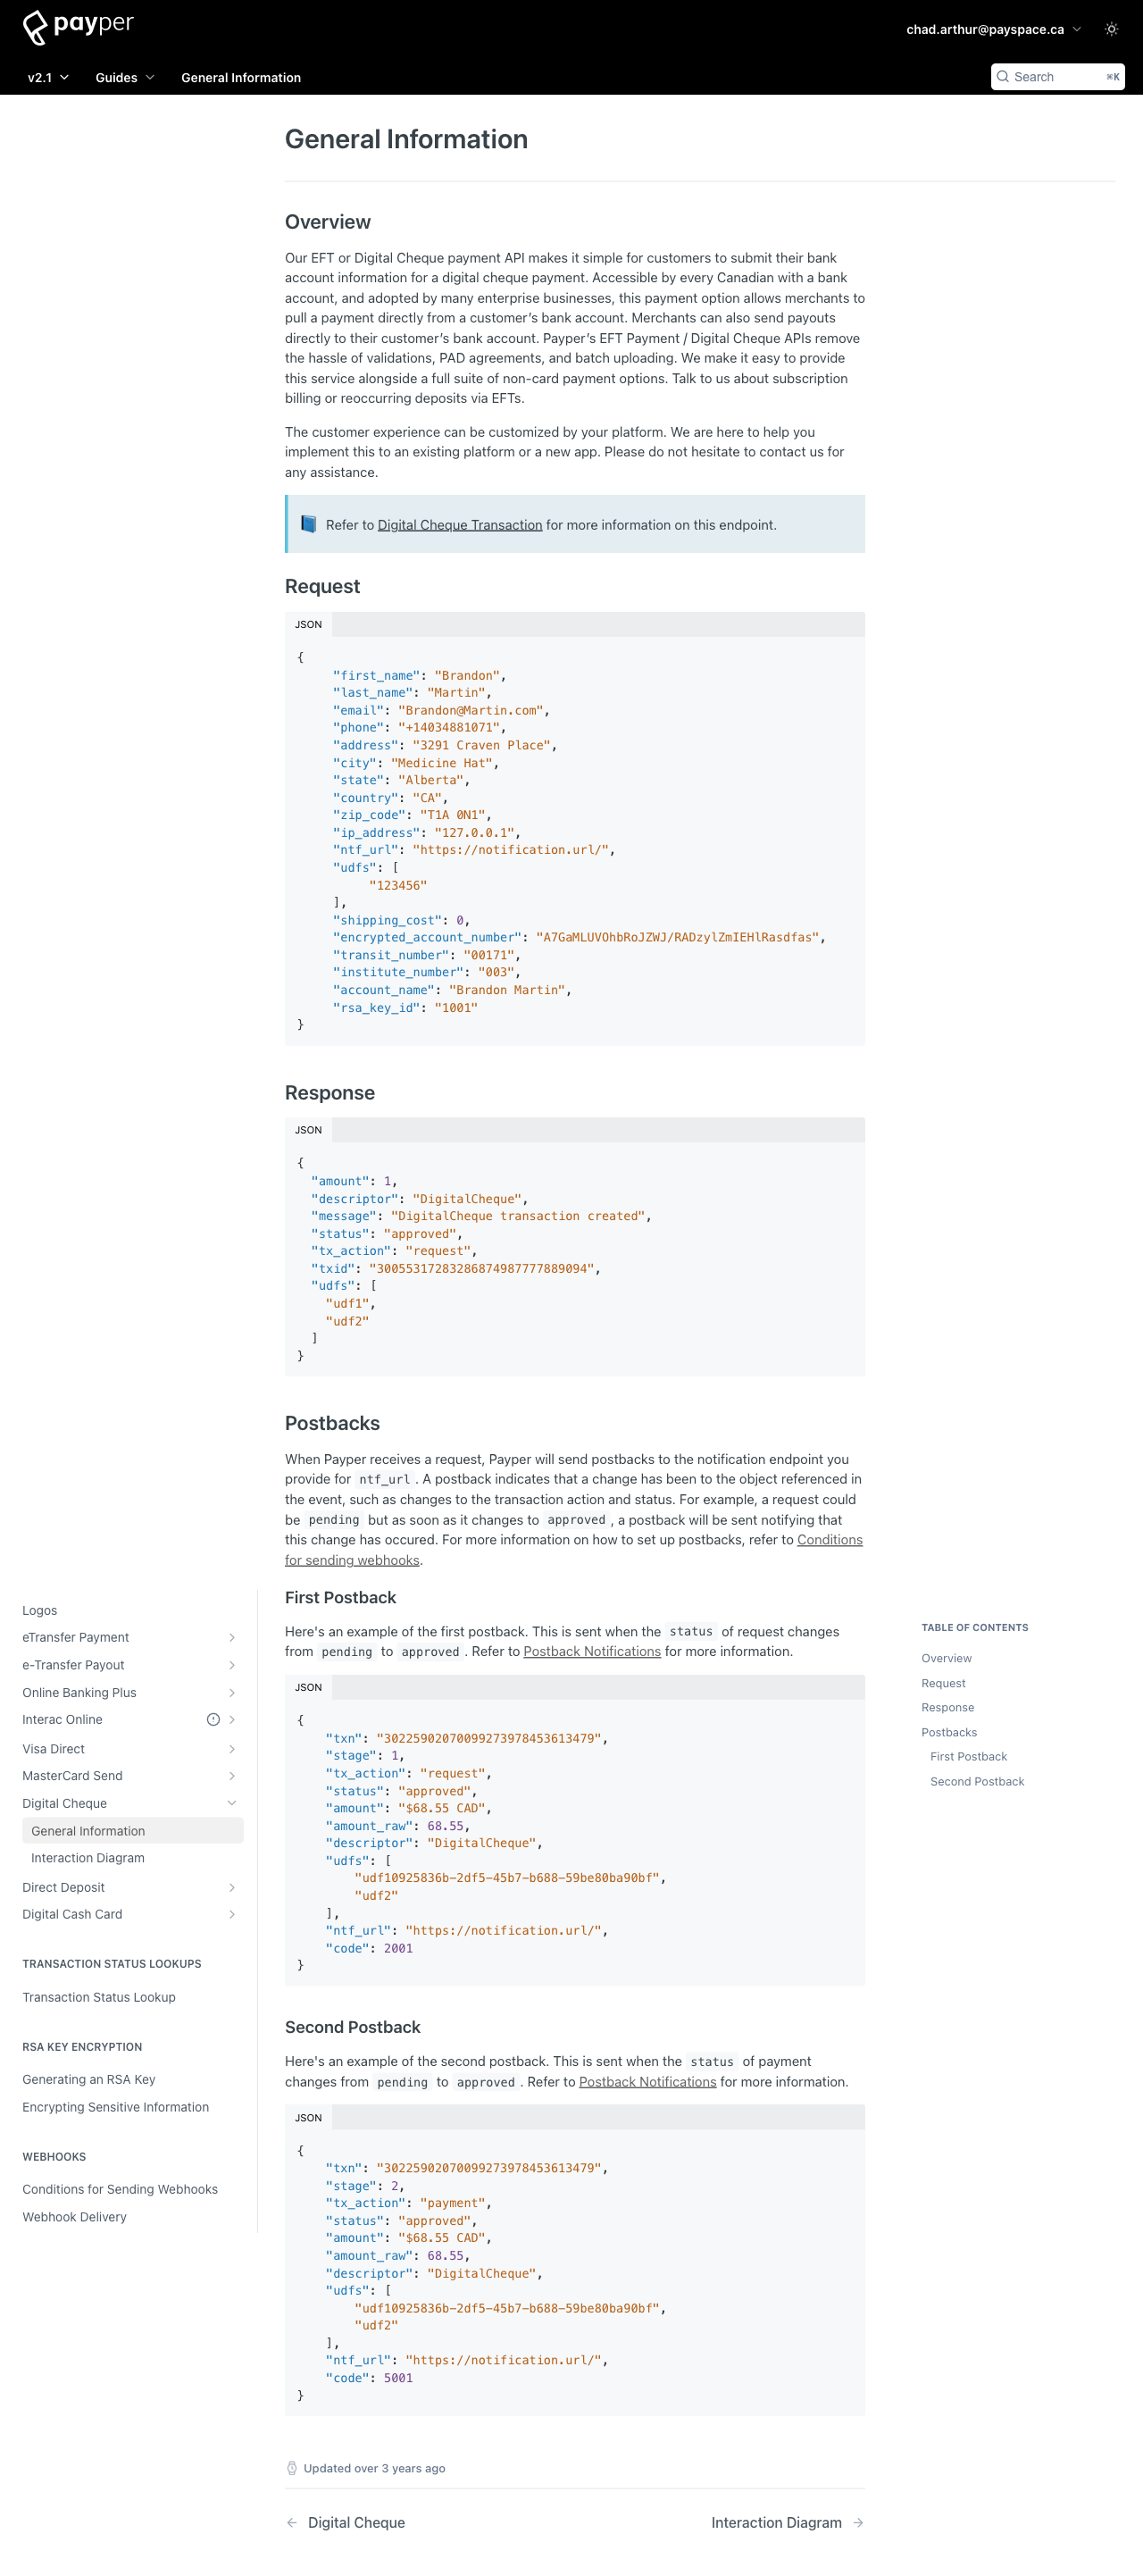 payper
chad.arthur@payspace.ca
v2.1
Guides
General Information
Search
⌘K
General Information
Overview
Our EFT or Digital Cheque payment API makes it simple for customers to submit their bank
account information for a digital cheque payment. Accessible by every Canadian with a bank
account, and adopted by many enterprise businesses, this payment option allows merchants to
pull a payment directly from a customer’s bank account. Merchants can also send payouts
directly to their customer’s bank account. Payper’s EFT Payment / Digital Cheque APIs remove
the hassle of validations, PAD agreements, and batch uploading. We make it easy to provide
this service alongside a full suite of non-card payment options. Talk to us about subscription
billing or reoccurring deposits via EFTs.
The customer experience can be customized by your platform. We are here to help you
implement this to an existing platform or a new app. Please do not hesitate to contact us for
any assistance.
Refer to Digital Cheque Transaction for more information on this endpoint.
Request
JSON
{
"first_name": "Brandon",
"last_name": "Martin",
"email": "Brandon@Martin.com",
"phone": "+14034881071",
"address": "3291 Craven Place",
"city": "Medicine Hat",
"state": "Alberta",
"country": "CA",
"zip_code": "T1A 0N1",
"ip_address": "127.0.0.1",
"ntf_url": "https://notification.url/",
"udfs": [
"123456"
],
"shipping_cost": 0,
"encrypted_account_number": "A7GaMLUVOhbRoJZWJ/RADzylZmIEHlRasdfas",
"transit_number": "00171",
"institute_number": "003",
"account_name": "Brandon Martin",
"rsa_key_id": "1001"
}
Response
JSON
{
"amount": 1,
"descriptor": "DigitalCheque",
"message": "DigitalCheque transaction created",
"status": "approved",
"tx_action": "request",
"txid": "30055317283286874987777889094",
"udfs": [
"udf1",
"udf2"
]
}
Postbacks
When Payper receives a request, Payper will send postbacks to the notification endpoint you
provide for ntf_url. A postback indicates that a change has been to the object referenced in
the event, such as changes to the transaction action and status. For example, a request could
be pending but as soon as it changes to approved, a postback will be sent notifying that
this change has occured. For more information on how to set up postbacks, refer to Conditions
for sending webhooks.
First Postback
Here's an example of the first postback. This is sent when the status of request changes
from pending to approved. Refer to Postback Notifications for more information.
JSON
{
"txn": "30225902070099273978453613479",
"stage": 1,
"tx_action": "request",
"status": "approved",
"amount": "$68.55 CAD",
"amount_raw": 68.55,
"descriptor": "DigitalCheque",
"udfs": [
"udf10925836b-2df5-45b7-b688-59be80ba90bf",
"udf2"
],
"ntf_url": "https://notification.url/",
"code": 2001
}
Second Postback
Here's an example of the second postback. This is sent when the status of payment
changes from pending to approved. Refer to Postback Notifications for more information.
JSON
{
"txn": "30225902070099273978453613479",
"stage": 2,
"tx_action": "payment",
"status": "approved",
"amount": "$68.55 CAD",
"amount_raw": 68.55,
"descriptor": "DigitalCheque",
"udfs": [
"udf10925836b-2df5-45b7-b688-59be80ba90bf",
"udf2"
],
"ntf_url": "https://notification.url/",
"code": 5001
}
Updated over 3 years ago
← Digital Cheque
Interaction Diagram →
Logos
eTransfer Payment
e-Transfer Payout
Online Banking Plus
Interac Online
Visa Direct
MasterCard Send
Digital Cheque
General Information
Interaction Diagram
Direct Deposit
Digital Cash Card
TRANSACTION STATUS LOOKUPS
Transaction Status Lookup
RSA KEY ENCRYPTION
Generating an RSA Key
Encrypting Sensitive Information
WEBHOOKS
Conditions for Sending Webhooks
Webhook Delivery
TABLE OF CONTENTS
Overview
Request
Response
Postbacks
First Postback
Second Postback